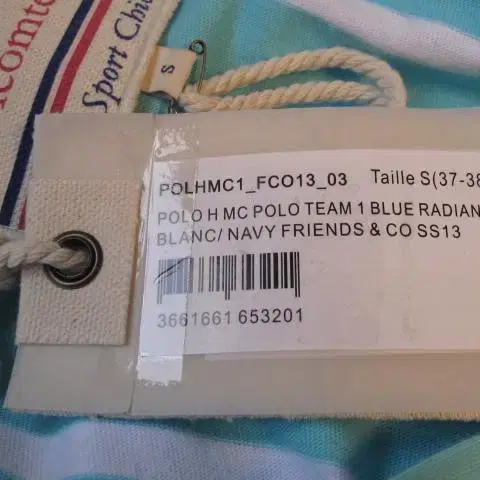 icomte
Sport Chic
S
POLHMC1_FCO13_03 Taille S(37-38
POLO H MC POLO TEAM 1 BLUE RADIAN
BLANC/ NAVY FRIENDS & CO SS13
3661661 653201